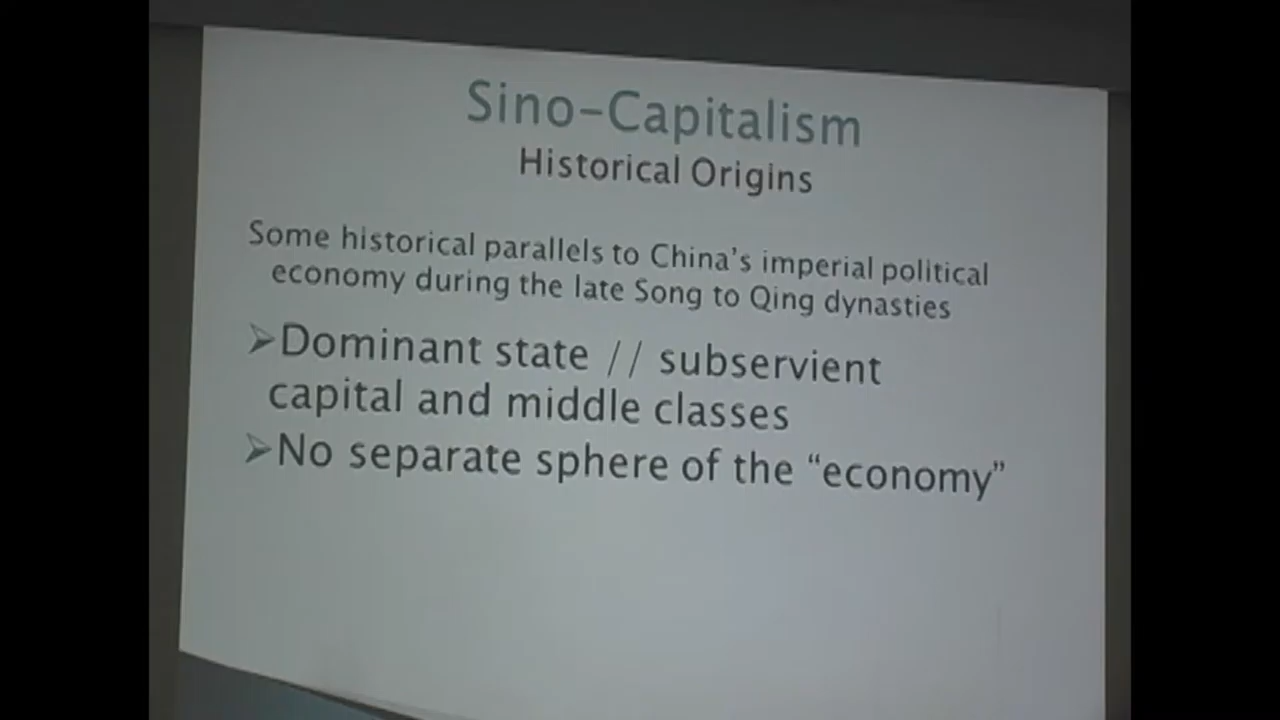 Sino-Capitalism
Historical Origins
Some historical parallels to China's imperial political
economy during the late Song to Qing dynasties
➢Dominant state // subservient
capital and middle classes
➢No separate sphere of the “economy”